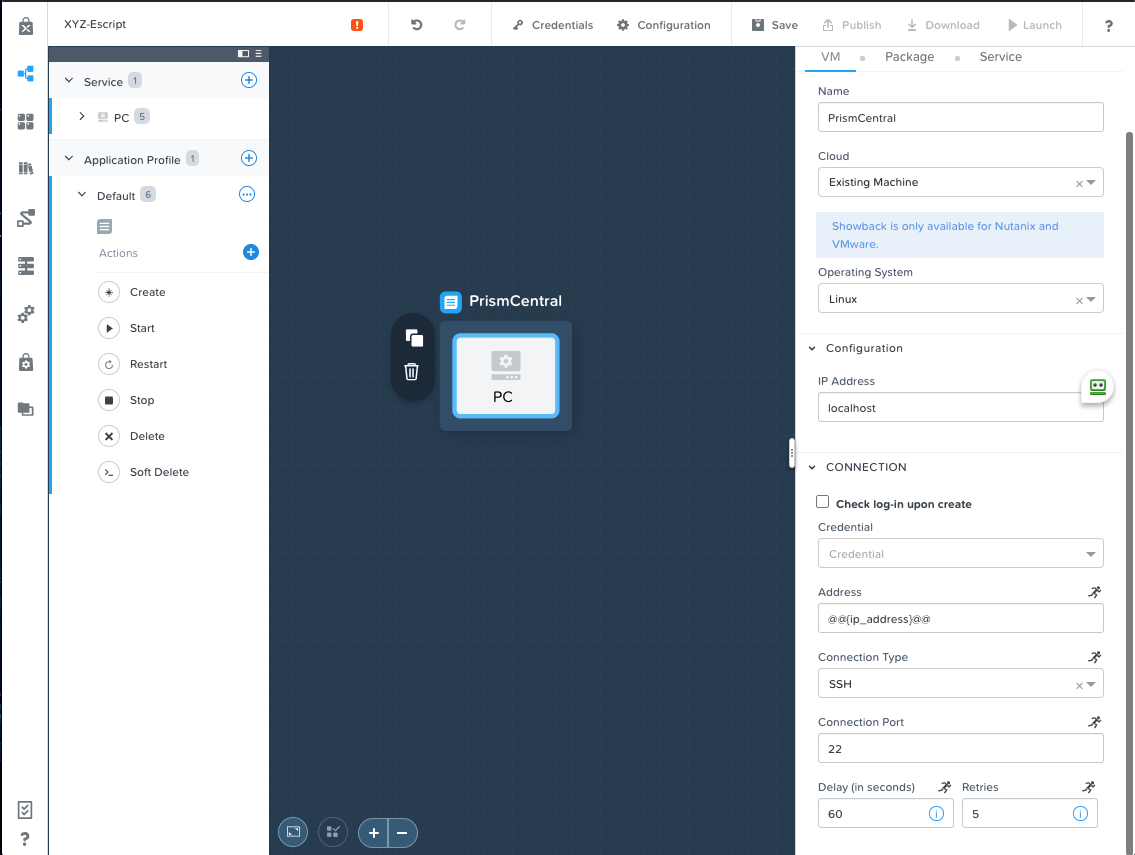 XYZ-Escript
Credentials
Configuration
Save
Publish
Download
Launch
?
Service 1
PC 5
Application Profile 1
Default 6
Actions
Create
Start
Restart
Stop
Delete
Soft Delete
?
PrismCentral
PC
VM
Package
Service
Name
PrismCentral
Cloud
Existing Machine
Showback is only available for Nutanix and
VMware.
Operating System
Linux
Configuration
IP Address
localhost
CONNECTION
Check log-in upon create
Credential
Credential
Address
@@{ip_address}@@
Connection Type
SSH
Connection Port
22
Delay (in seconds)
Retries
60
5